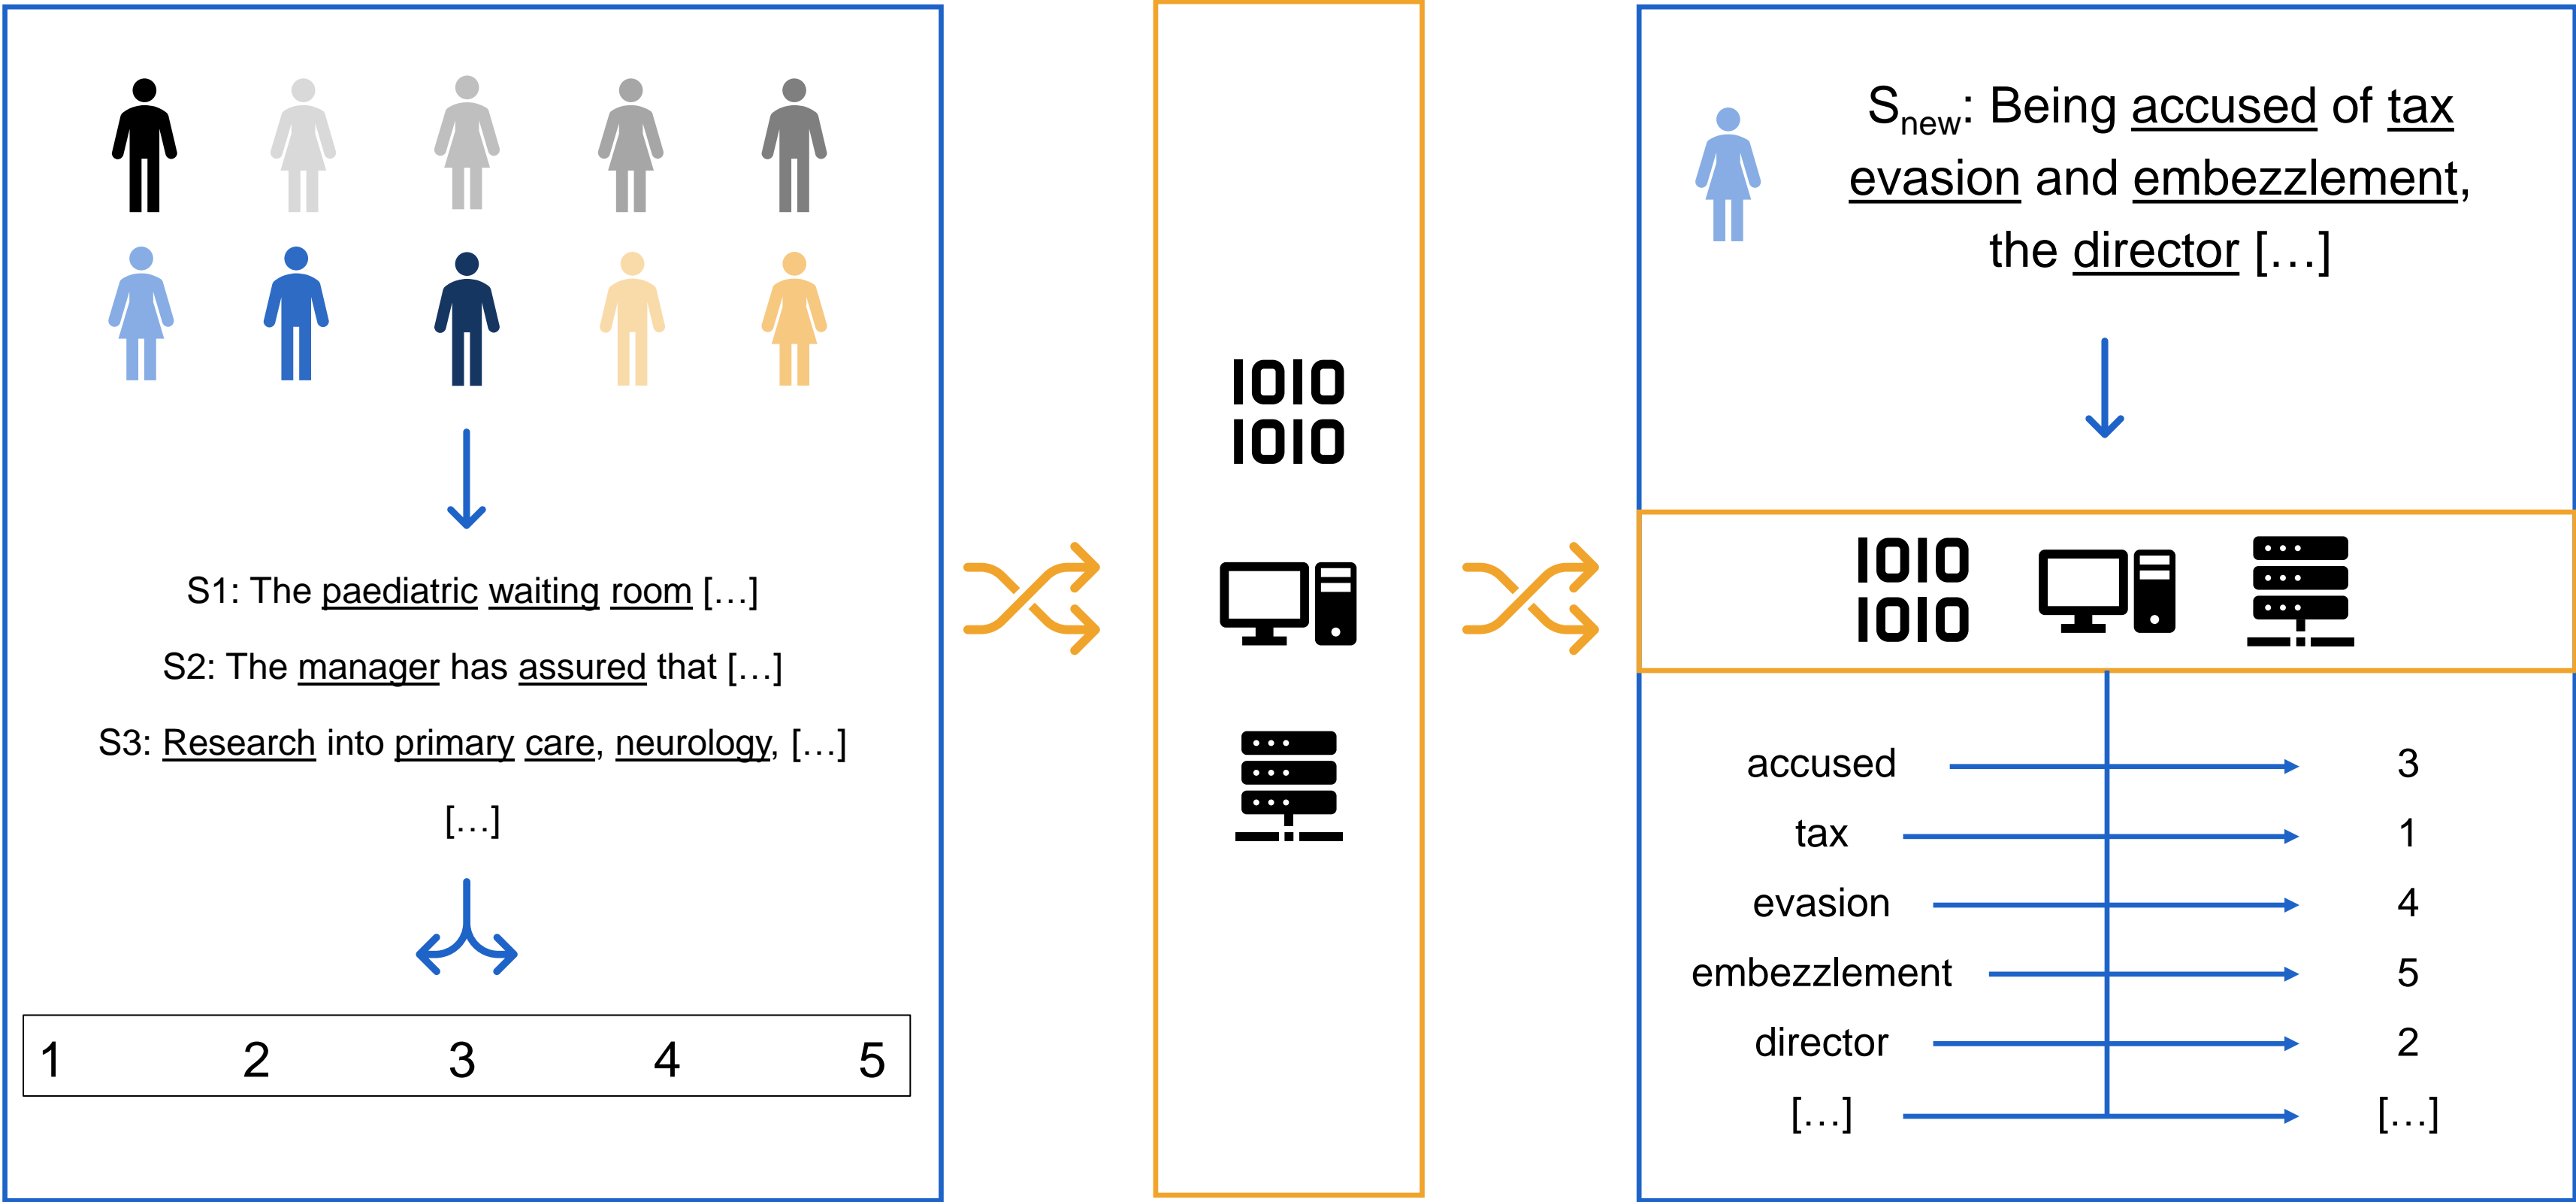 S1: The paediatric waiting room […]
S2: The manager has assured that […]
S3: Research into primary care, neurology, […]
[…]
1 2 3 4 5
1010
1010
Snew: Being accused of tax
evasion and embezzlement,
the director […]
1010
1010
accused 3
tax 1
evasion 4
embezzlement 5
director 2
[…] […]